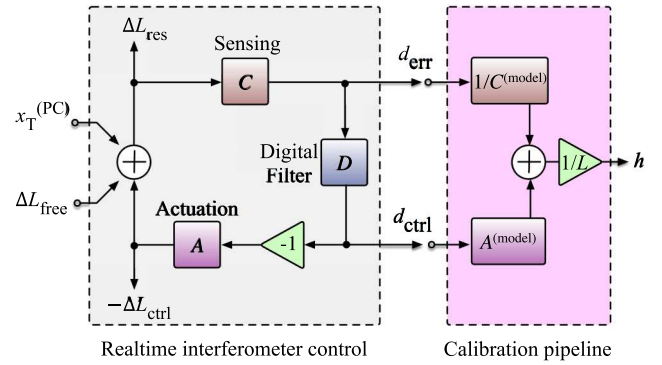 ΔL_res
Sensing
C
d_err
1/C^(model)
x_T^(PC)
Digital
Filter
D
1/L
h
ΔL_free
Actuation
A
-1
d_ctrl
A^(model)
−ΔL_ctrl
Realtime interferometer control
Calibration pipeline